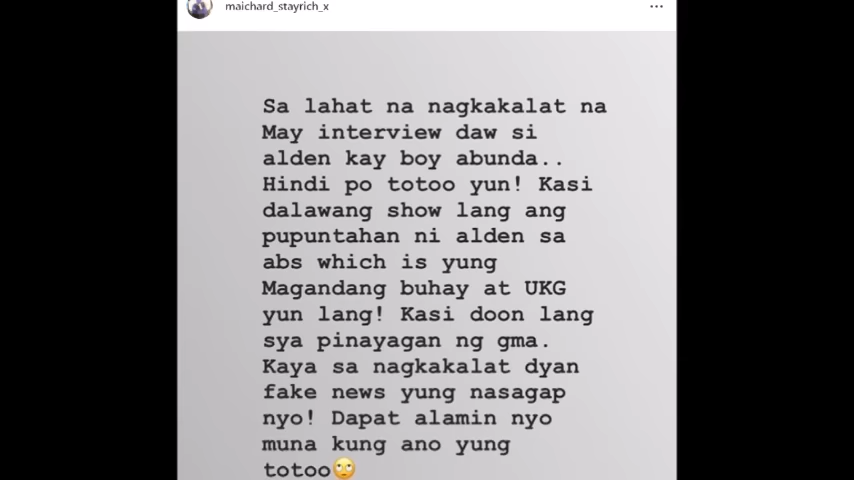 maichard_stayrich_x
Sa lahat na nagkakalat na
May interview daw si
alden kay boy abunda..
Hindi po totoo yun! Kasi
dalawang show lang ang
pupuntahan ni alden sa
abs which is yung
Magandang buhay at UKG
yun lang! Kasi doon lang
sya pinayagan ng gma.
Kaya sa nagkakalat dyan
fake news yung nasagap
nyo! Dapat alamin nyo
muna kung ano yung
totoo🙄